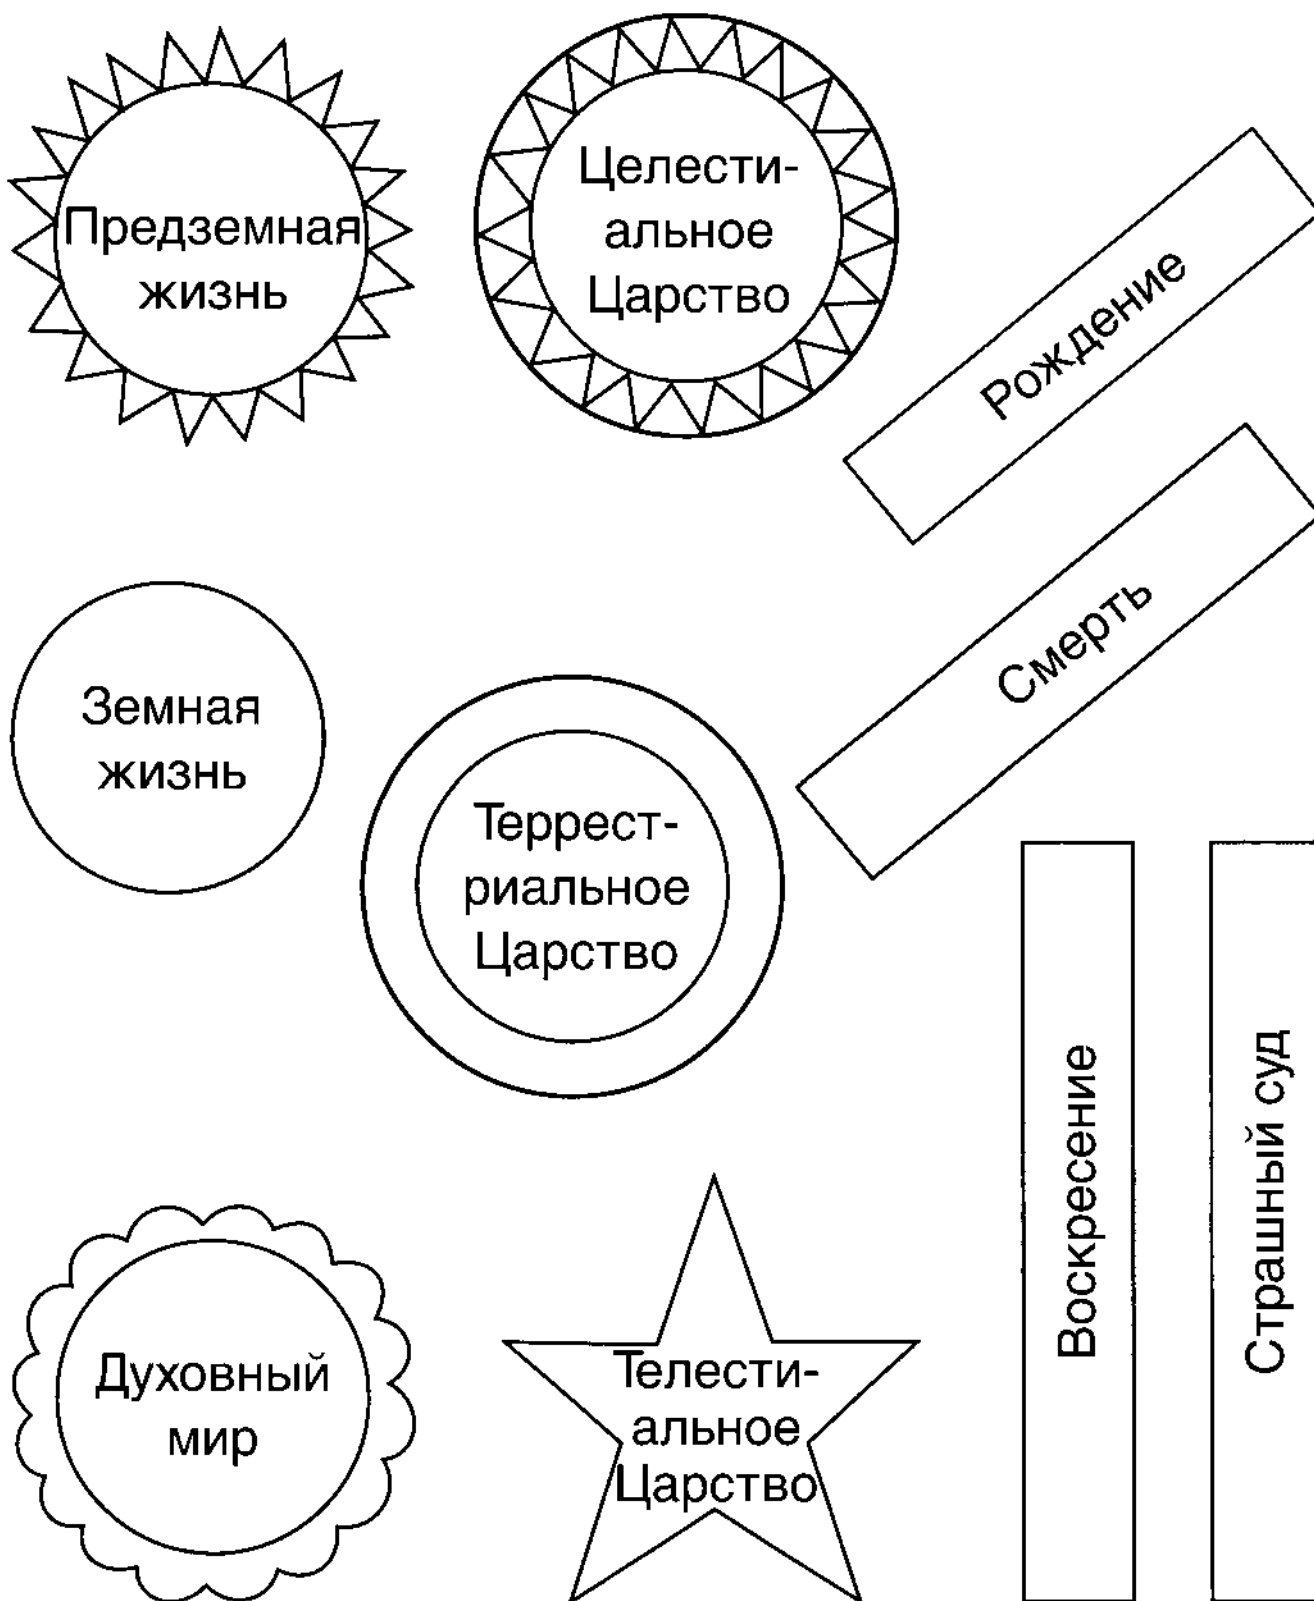 Предземная
жизнь
Целести-
альное
Царство
Рождение
Смерть
Земная
жизнь
Террест-
риальное
Царство
Воскресение
Страшный суд
Духовный
мир
Телести-
альное
Царство